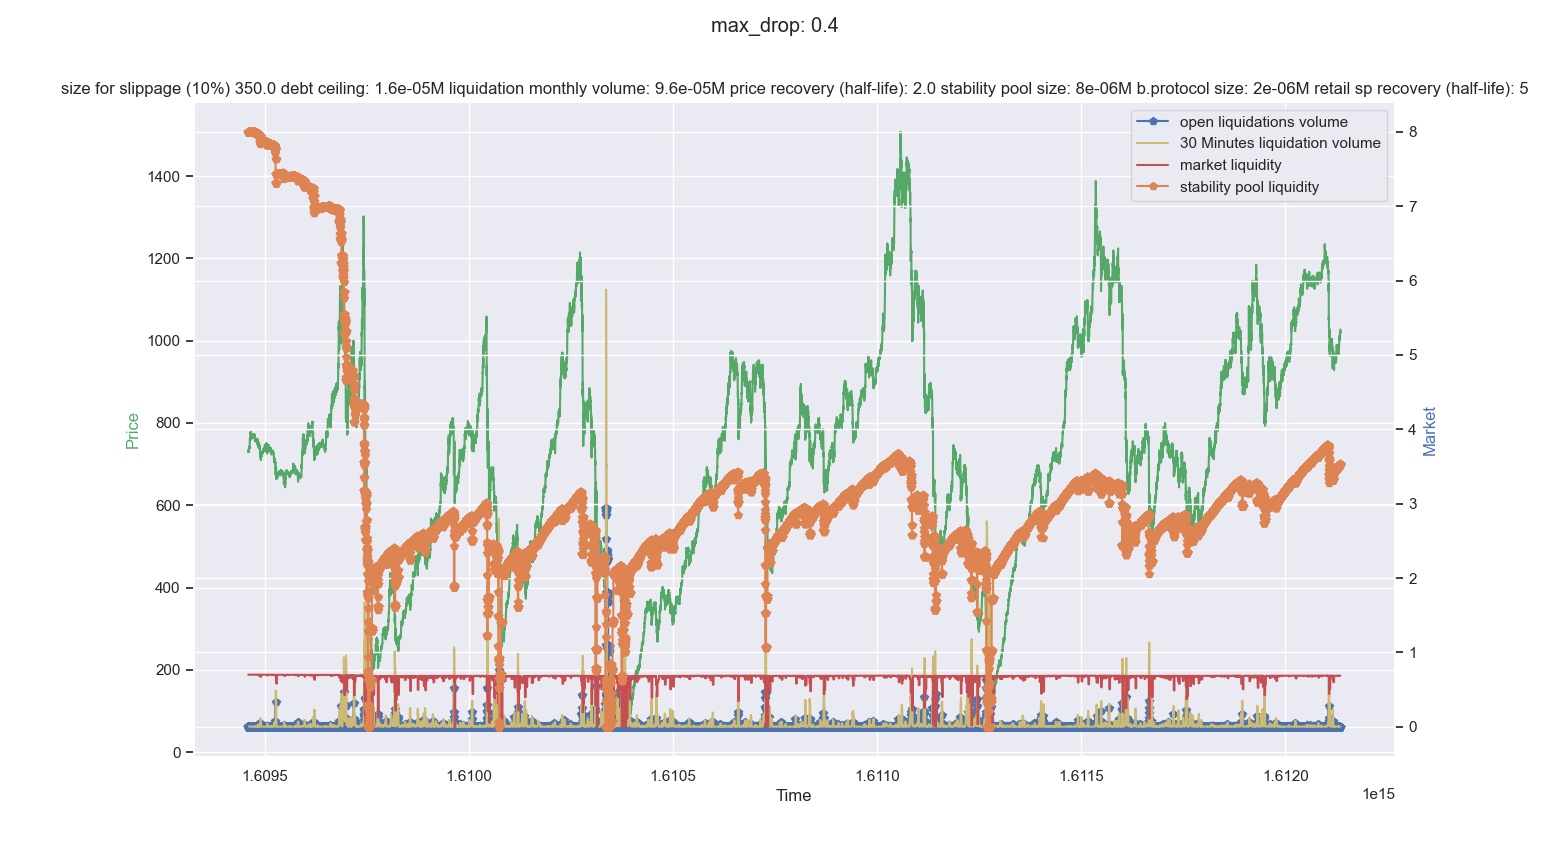 max_drop: 0.4
size for slippage (10%) 350.0 debt ceiling: 1.6e-05M liquidation monthly volume: 9.6e-05M price recovery (half-life): 2.0 stability pool size: 8e-06M b.protocol size: 2e-06M retail sp recovery (half-life): 5
open liquidations volume
30 Minutes liquidation volume
market liquidity
stability pool liquidity
Price
1400
1200
1000
800
600
400
200
0
8
7
6
5
4
3
2
1
0
Market
1.6095
1.6100
1.6105
1.6110
1.6115
1.6120
Time
1e15